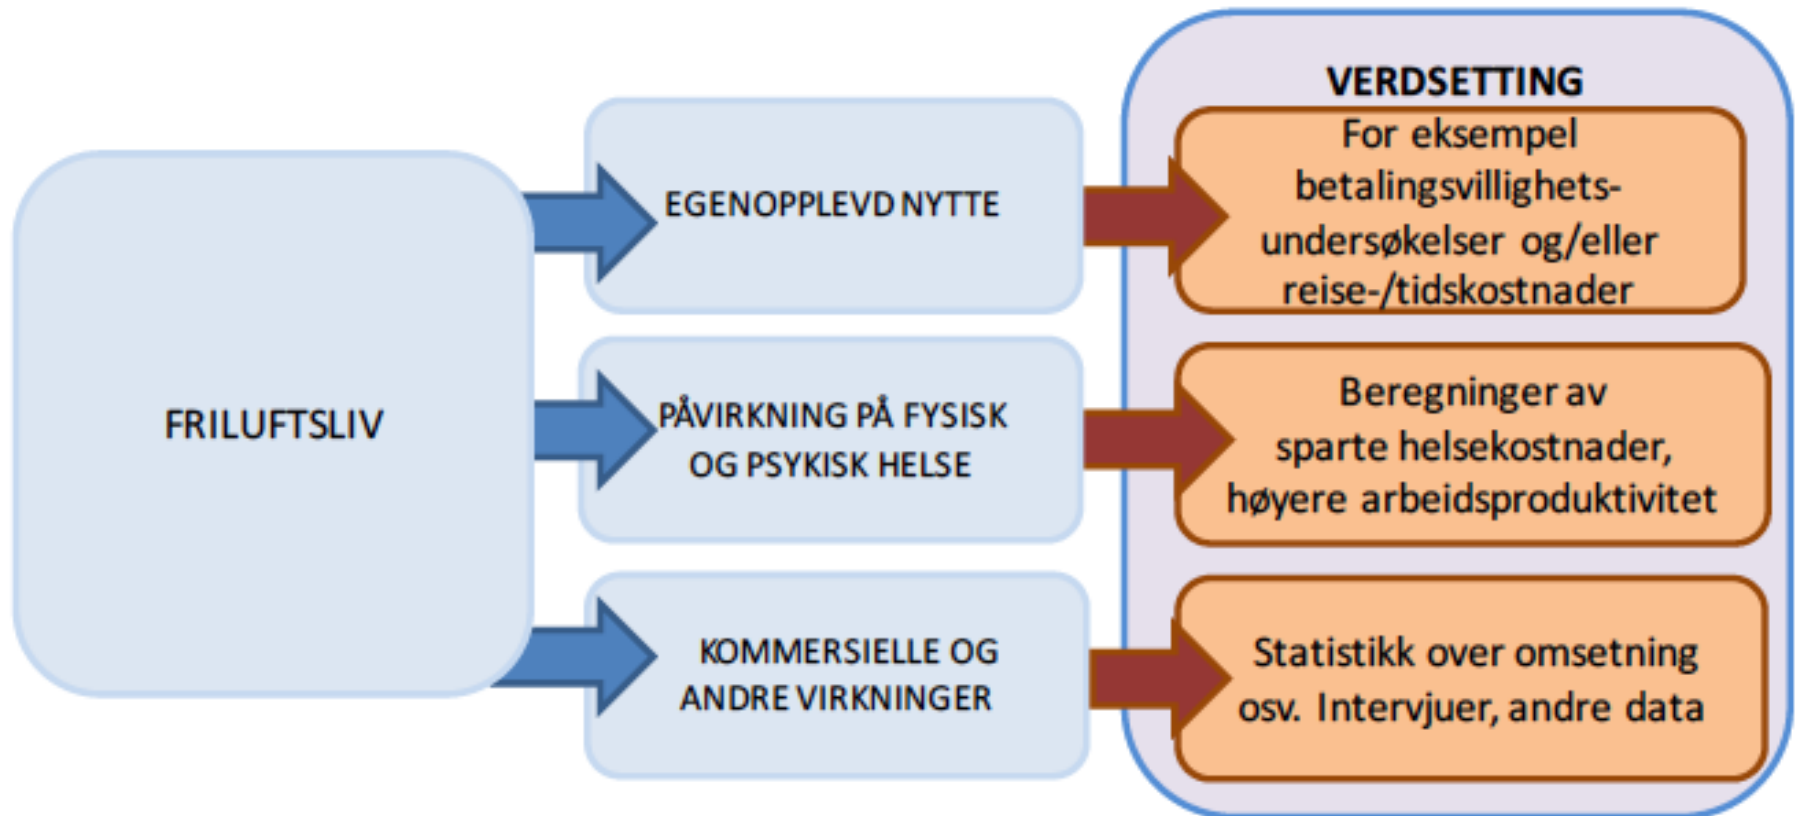 FRILUFTSLIV
EGENOPPLEVD NYTTE
PÅVIRKNING PÅ FYSISK
OG PSYKISK HELSE
KOMMERSIELLE OG
ANDRE VIRKNINGER
VERDSETTING
For eksempel
betalingsvillighets-
undersøkelser og/eller
reise-/tidskostnader
Beregninger av
sparte helsekostnader,
høyere arbeidsproduktivitet
Statistikk over omsetning
osv. Intervjuer, andre data